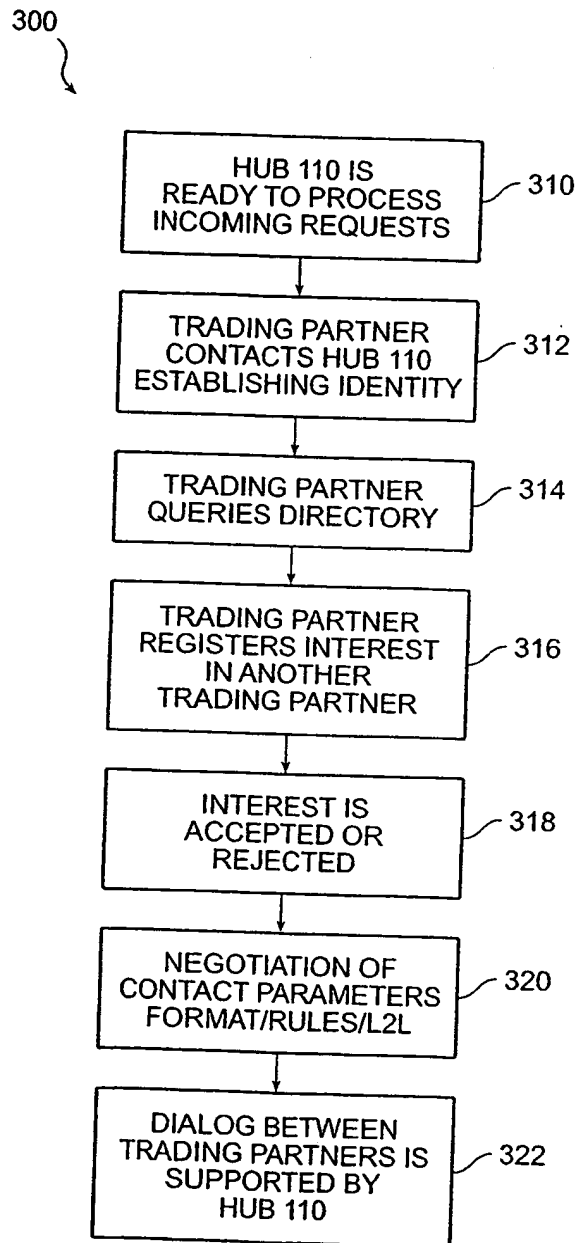 300
HUB 110 IS
READY TO PROCESS
INCOMING REQUESTS
310
TRADING PARTNER
CONTACTS HUB 110
ESTABLISHING IDENTITY
312
TRADING PARTNER
QUERIES DIRECTORY
314
TRADING PARTNER
REGISTERS INTEREST
IN ANOTHER
TRADING PARTNER
316
INTEREST IS
ACCEPTED OR
REJECTED
318
NEGOTIATION OF
CONTACT PARAMETERS
FORMAT/RULES/L2L
320
DIALOG BETWEEN
TRADING PARTNERS IS
SUPPORTED BY
HUB 110
322